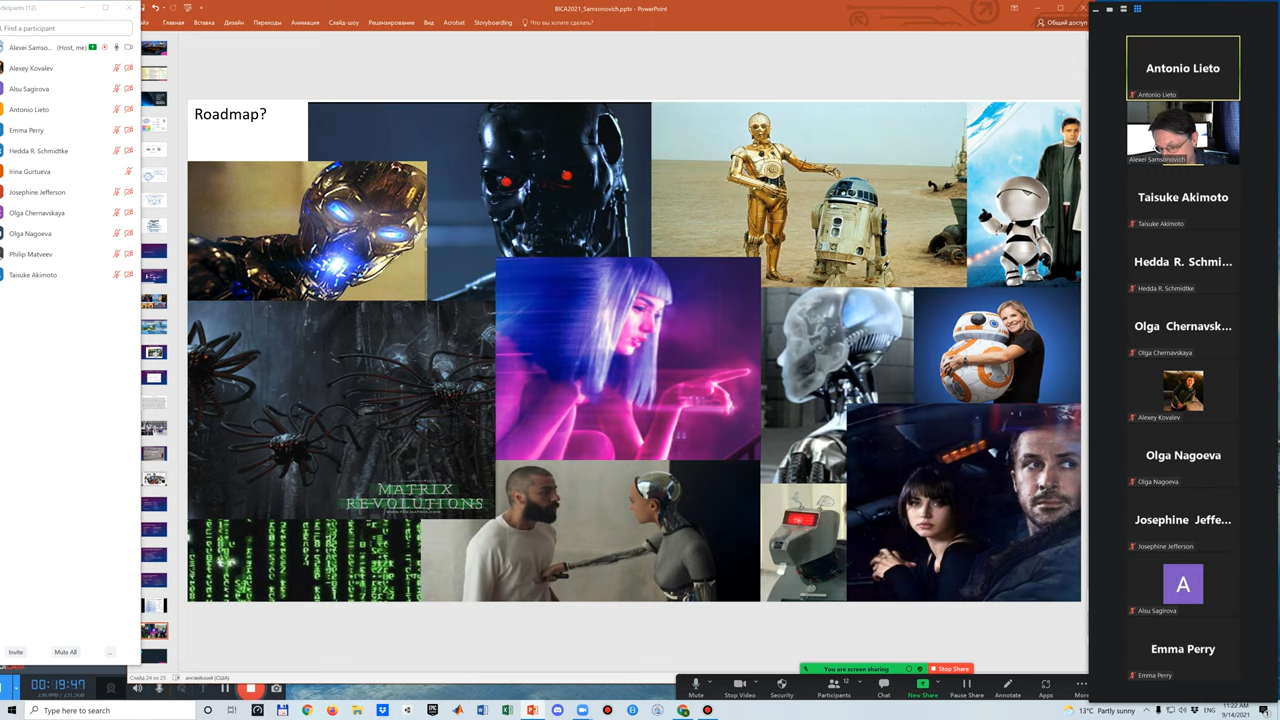 rticipants (12)
Find a participant
Alexei Samso... (Host, me)
Alexey Kovalev
Alsu Sagirova
Antonio Lieto
Emma Perry
Hedda R. Schmidtke
Irina Gurtueva
Josephine Jefferson
Olga Chernavskaya
Olga Nagoeva
Philip Matveev
Taisuke Akimoto
Invite
Mute All
...
BICA2021_Samsonovich.pptx - PowerPoint
йл
Главная
Вставка
Дизайн
Переходы
Анимация
Слайд-шоу
Рецензирование
Вид
Acrobat
Storyboarding
Что вы хотите сделать?
Общий доступ
Roadmap?
MATRIX
REVOLUTIONS
Слайд 24 из 25
английский (США)
00:19:47
You are screen sharing
Stop Share
Mute
Stop Video
Security
Participants
12
Chat
New Share
Pause Share
Annotate
Apps
More
Antonio Lieto
Antonio Lieto
Alexei Samsonovich
Taisuke Akimoto
Taisuke Akimoto
Hedda R. Schmi...
Hedda R. Schmidtke
Olga Chernavsk...
Olga Chernavskaya
Alexey Kovalev
Olga Nagoeva
Olga Nagoeva
Josephine Jeffe...
Josephine Jefferson
A
Alsu Sagirova
Emma Perry
Emma Perry
Type here to search
13°C Partly sunny
ENG
11:22 AM
9/14/2021